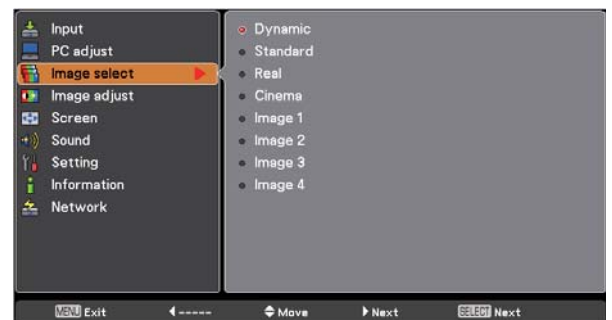 Input
PC adjust
Image select
Image adjust
Screen
Sound
Setting
Information
Network
Dynamic
Standard
Real
Cinema
Image 1
Image 2
Image 3
Image 4
MENU Exit ----- Move Next SELECT Next